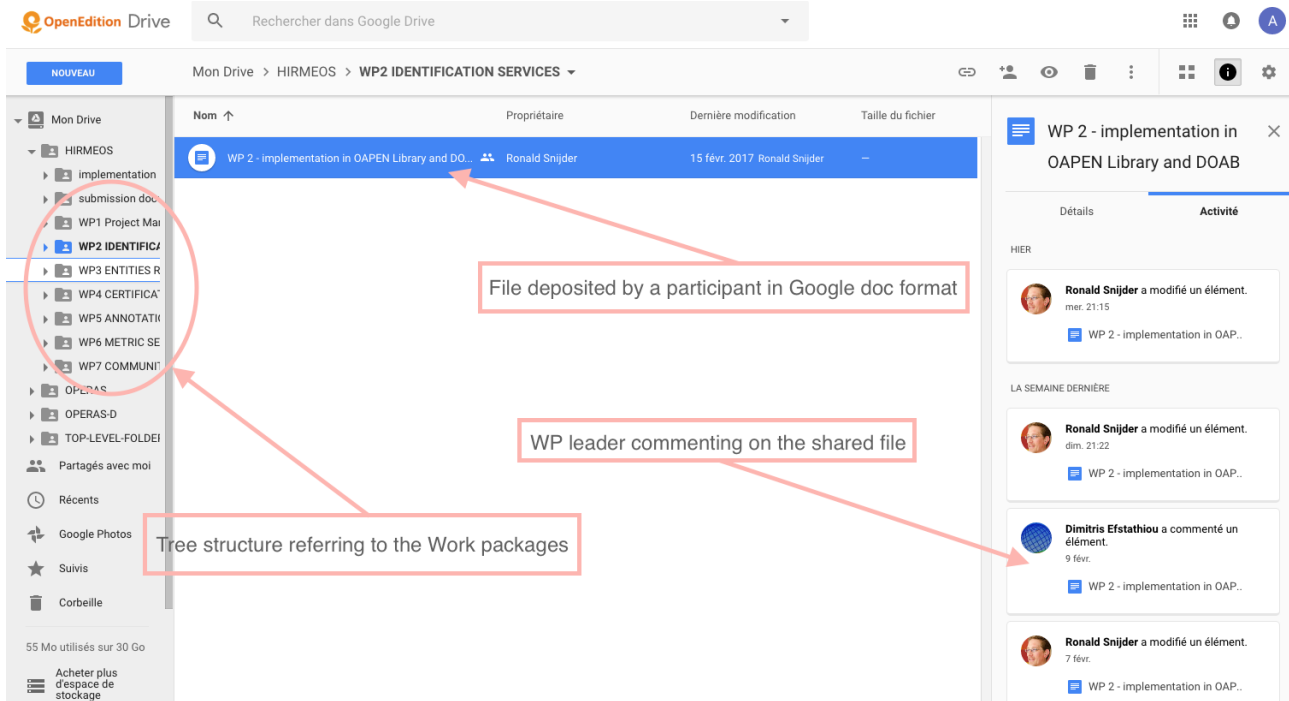 OpenEdition Drive
Rechercher dans Google Drive
A
NOUVEAU
Mon Drive > HIRMEOS > WP2 IDENTIFICATION SERVICES
Mon Drive
HIRMEOS
implementation
submission doc
WP1 Project Mai
WP2 IDENTIFICA
WP3 ENTITIES R
WP4 CERTIFICAT
WP5 ANNOTATIO
WP6 METRIC SE
WP7 COMMUNIT
OPERAS
OPERAS-D
TOP-LEVEL-FOLDER
Partagés avec moi
Récents
Google Photos
Suivis
Corbeille
55 Mo utilisés sur 30 Go
Acheter plus
d'espace de
stockage
Nom ↑ Propriétaire Dernière modification Taille du fichier
WP 2 - implementation in OAPEN Library and DO... Ronald Snijder 15 févr. 2017 Ronald Snijder –
File deposited by a participant in Google doc format
WP leader commenting on the shared file
Tree structure referring to the Work packages
WP 2 - implementation in
OAPEN Library and DOAB
Détails Activité
HIER
Ronald Snijder a modifié un élément.
mer. 21:15
WP 2 - implementation in OAP..
LA SEMAINE DERNIÈRE
Ronald Snijder a modifié un élément.
dim. 21:22
WP 2 - implementation in OAP..
Dimitris Efstathiou a commenté un
élément.
9 févr.
WP 2 - implementation in OAP..
Ronald Snijder a modifié un élément.
7 févr.
WP 2 - implementation in OAP..